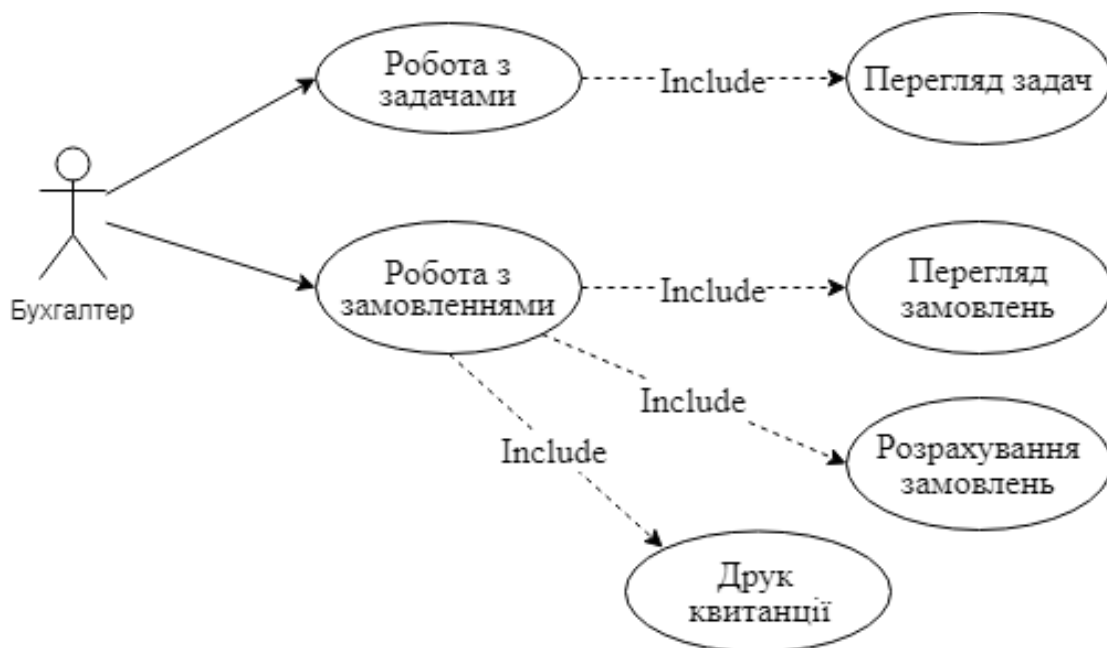 Робота з
задачами
Include
Перегляд задач
Бухгалтер
Робота з
замовленнями
Include
Перегляд
замовлень
Include
Розрахування
замовлень
Include
Друк
квитанції